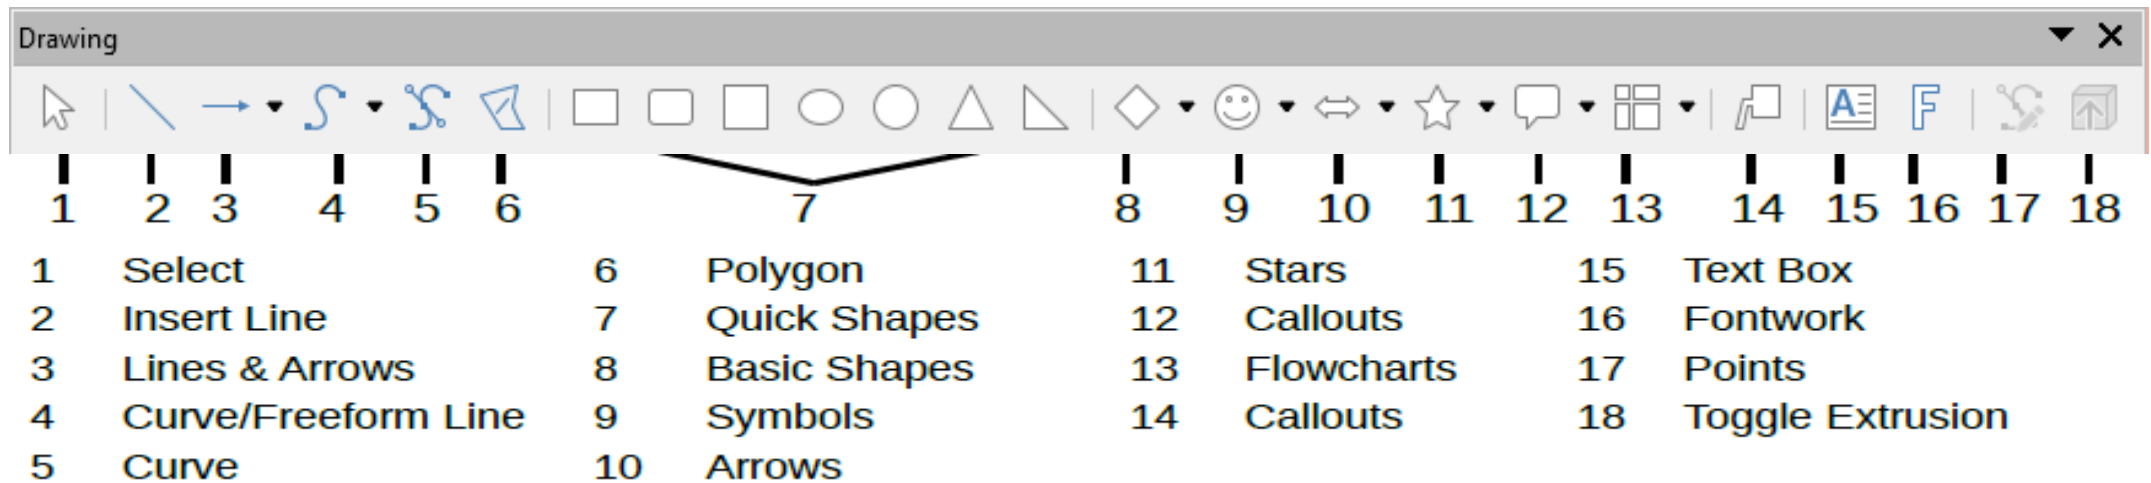 Drawing
1 2 3 4 5 6 7 8 9 10 11 12 13 14 15 16 17 18
1 Select 6 Polygon 11 Stars 15 Text Box
2 Insert Line 7 Quick Shapes 12 Callouts 16 Fontwork
3 Lines & Arrows 8 Basic Shapes 13 Flowcharts 17 Points
4 Curve/Freeform Line 9 Symbols 14 Callouts 18 Toggle Extrusion
5 Curve 10 Arrows